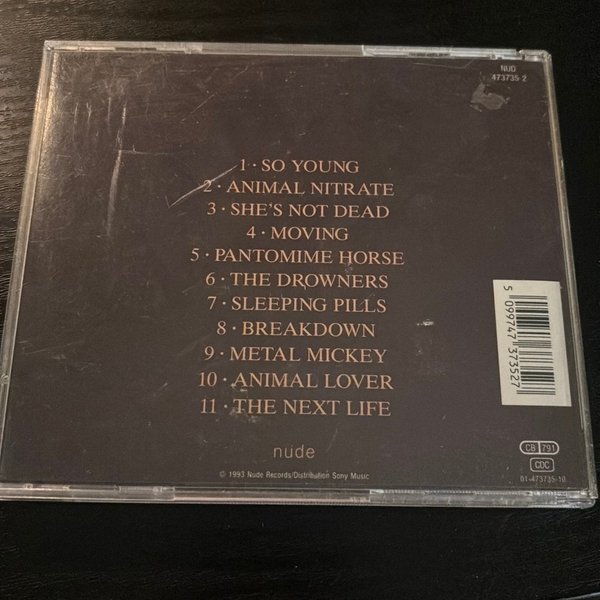 NUD
473735 2
1 · SO YOUNG
2 · ANIMAL NITRATE
3 · SHE'S NOT DEAD
4 · MOVING
5 · PANTOMIME HORSE
6 · THE DROWNERS
7 · SLEEPING PILLS
8 · BREAKDOWN
9 · METAL MICKEY
10 · ANIMAL LOVER
11 · THE NEXT LIFE
5 099747 373527
nude
© 1993 Nude Records/Distribution Sony Music
CB 791
CDC
01-473735-10